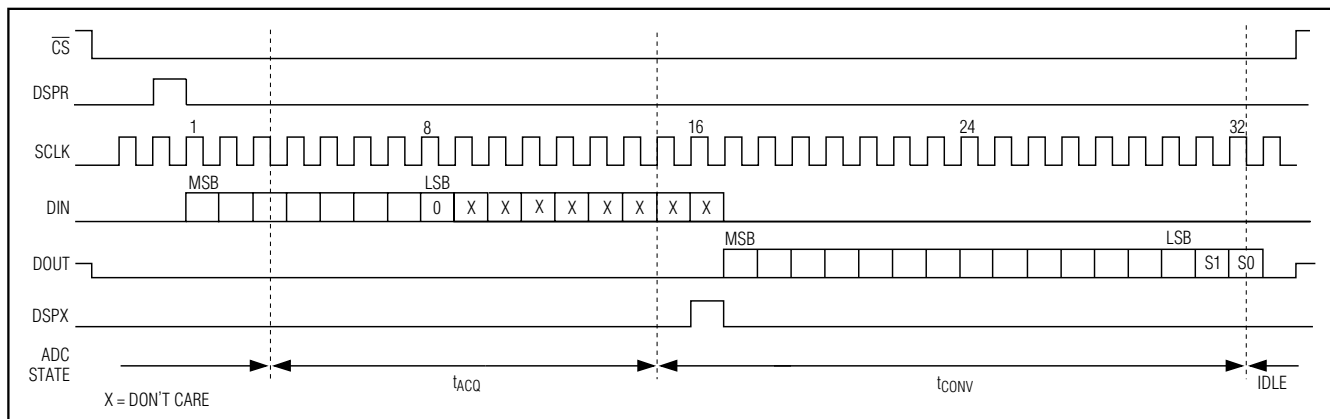 CS
DSPR
1 8 16 24 32
SCLK
MSB LSB
DIN 0 X X X X X X X X
MSB LSB
DOUT S1 S0
DSPX
ADC
STATE tACQ tCONV IDLE
X = DON'T CARE